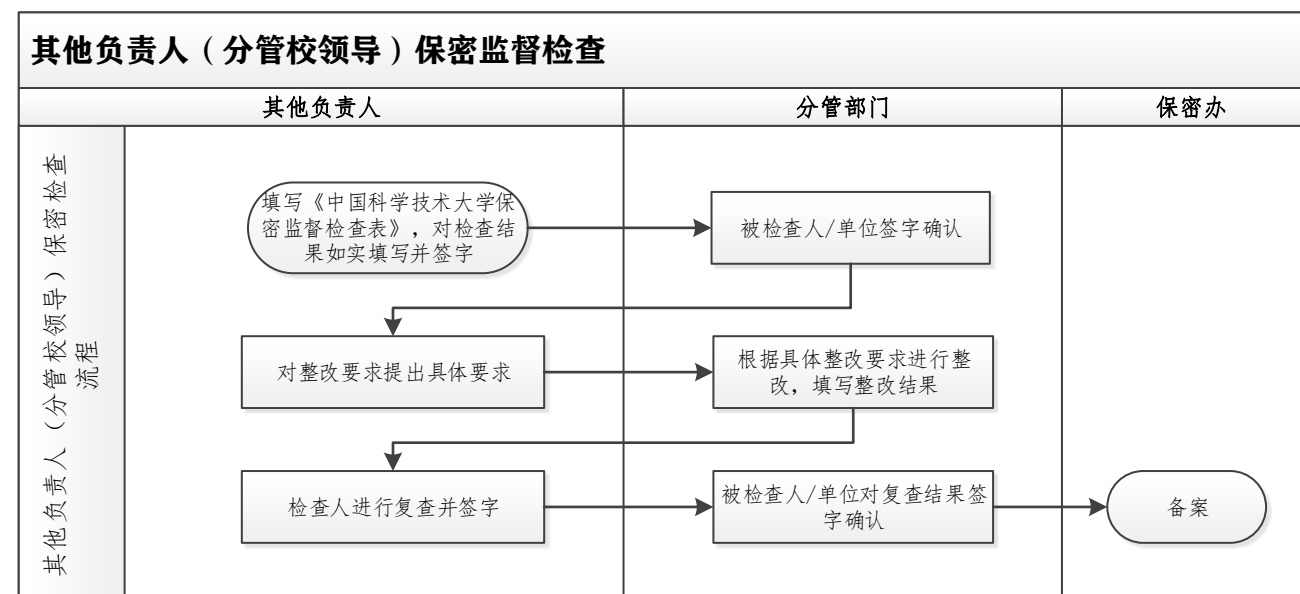 其他负责人（分管校领导）保密监督检查
其他负责人
分管部门
保密办
其他负责人（分管校领导）保密检查
流程
填写《中国科学技术大学保
密监督检查表》，对检查结
果如实填写并签字
被检查人/单位签字确认
对整改要求提出具体要求
根据具体整改要求进行整
改，填写整改结果
检查人进行复查并签字
被检查人/单位对复查结果签
字确认
备案